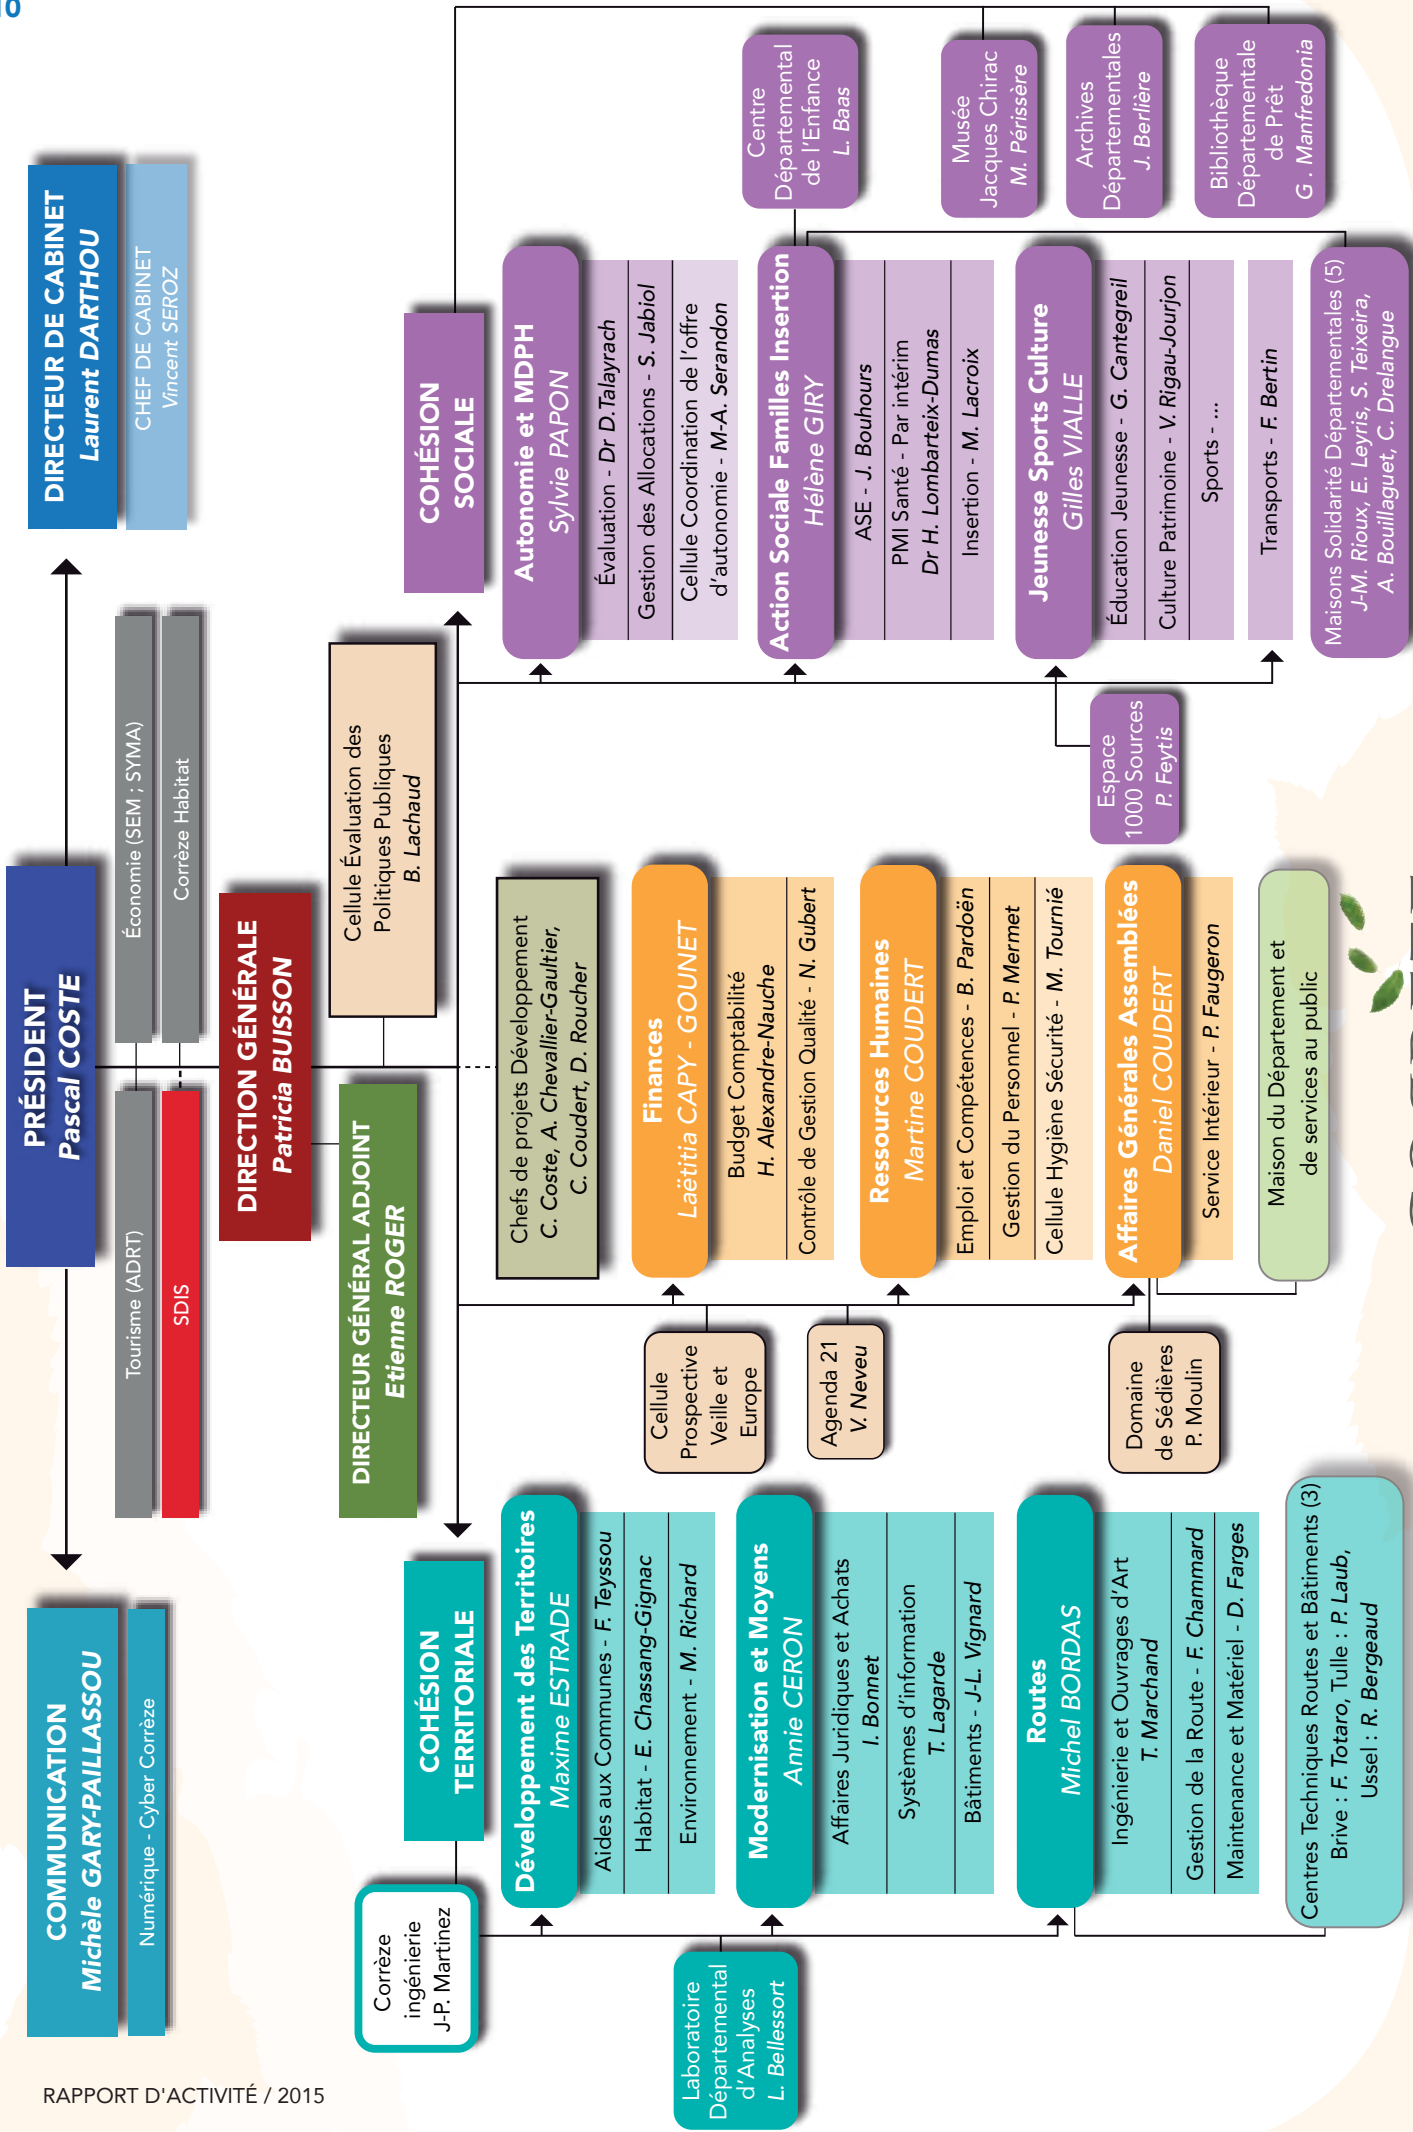 10
PRÉSIDENT
Pascal COSTE
COMMUNICATION
Michèle GARY-PAILLASSOU
Numérique - Cyber Corrèze
DIRECTEUR DE CABINET
Laurent DARTHOU
CHEF DE CABINET
Vincent SEROZ
Tourisme (ADRT)
Économie (SEM ; SYMA)
SDIS
Corrèze Habitat
DIRECTION GÉNÉRALE
Patricia BUISSON
DIRECTEUR GÉNÉRAL ADJOINT
Etienne ROGER
Cellule Évaluation des
Politiques Publiques
B. Lachaud
Corrèze
ingénierie
J-P. Martinez
COHÉSION
TERRITORIALE
Développement des Territoires
Maxime ESTRADE
Aides aux Communes - F. Teyssou
Habitat - E. Chassang-Gignac
Environnement - M. Richard
Laboratoire
Départemental
d'Analyses
L. Bellessort
Modernisation et Moyens
Annie CERON
Affaires Juridiques et Achats
I. Bonnet
Systèmes d'information
T. Lagarde
Bâtiments - J-L. Vignard
Routes
Michel BORDAS
Ingénierie et Ouvrages d'Art
T. Marchand
Gestion de la Route - F. Chammard
Maintenance et Matériel - D. Farges
Centres Techniques Routes et Bâtiments (3)
Brive : F. Totaro, Tulle : P. Laub,
Ussel : R. Bergeaud
Chefs de projets Développement
C. Coste, A. Chevallier-Gaultier,
C. Coudert, D. Roucher
Cellule
Prospective
Veille et
Europe
Agenda 21
V. Neveu
Domaine
de Sédières
P. Moulin
Finances
Laëtitia CAPY - GOUNET
Budget Comptabilité
H. Alexandre-Nauche
Contrôle de Gestion Qualité - N. Gubert
Ressources Humaines
Martine COUDERT
Emploi et Compétences - B. Pardoën
Gestion du Personnel - P. Mermet
Cellule Hygiène Sécurité - M. Tournié
Affaires Générales Assemblées
Daniel COUDERT
Service Intérieur - P. Faugeron
Maison du Département et
de services au public
COHÉSION
SOCIALE
Autonomie et MDPH
Sylvie PAPON
Évaluation - Dr D.Talayrach
Gestion des Allocations - S. Jabiol
Cellule Coordination de l'offre
d'autonomie - M-A. Serandon
Action Sociale Familles Insertion
Hélène GIRY
ASE - J. Bouhours
PMI Santé - Par intérim
Dr H. Lombarteix-Dumas
Insertion - M. Lacroix
Centre
Départemental
de l'Enfance
L. Baas
Jeunesse Sports Culture
Gilles VIALLE
Éducation Jeunesse - G. Cantegreil
Culture Patrimoine - V. Rigau-Jourjon
Sports - ...
Transports - F. Bertin
Espace
1000 Sources
P. Feytis
Musée
Jacques Chirac
M. Périssère
Archives
Départementales
J. Berlière
Bibliothèque
Départementale
de Prêt
G . Manfredonia
Maisons Solidarité Départementales (5)
J-M. Rioux, E. Leyris, S. Teixeira,
A. Bouillaguet, C. Drelangue
RAPPORT D'ACTIVITÉ / 2015